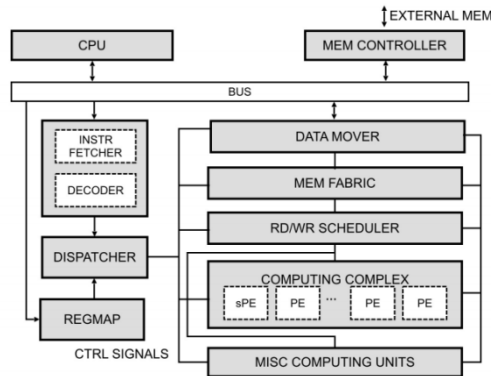 EXTERNAL MEM
CPU
MEM CONTROLLER
BUS
INSTR
FETCHER
DECODER
DATA MOVER
MEM FABRIC
RD/WR SCHEDULER
DISPATCHER
COMPUTING COMPLEX
sPE PE ... PE PE
REGMAP
CTRL SIGNALS
MISC COMPUTING UNITS